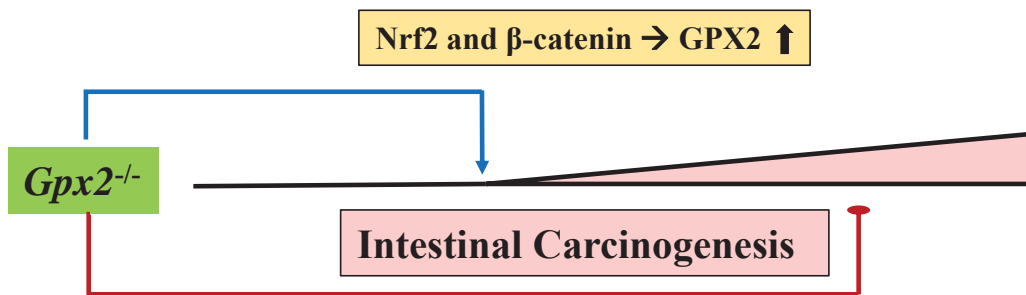 Nrf2 and β-catenin → GPX2 ⬆
Gpx2-/-
Intestinal Carcinogenesis